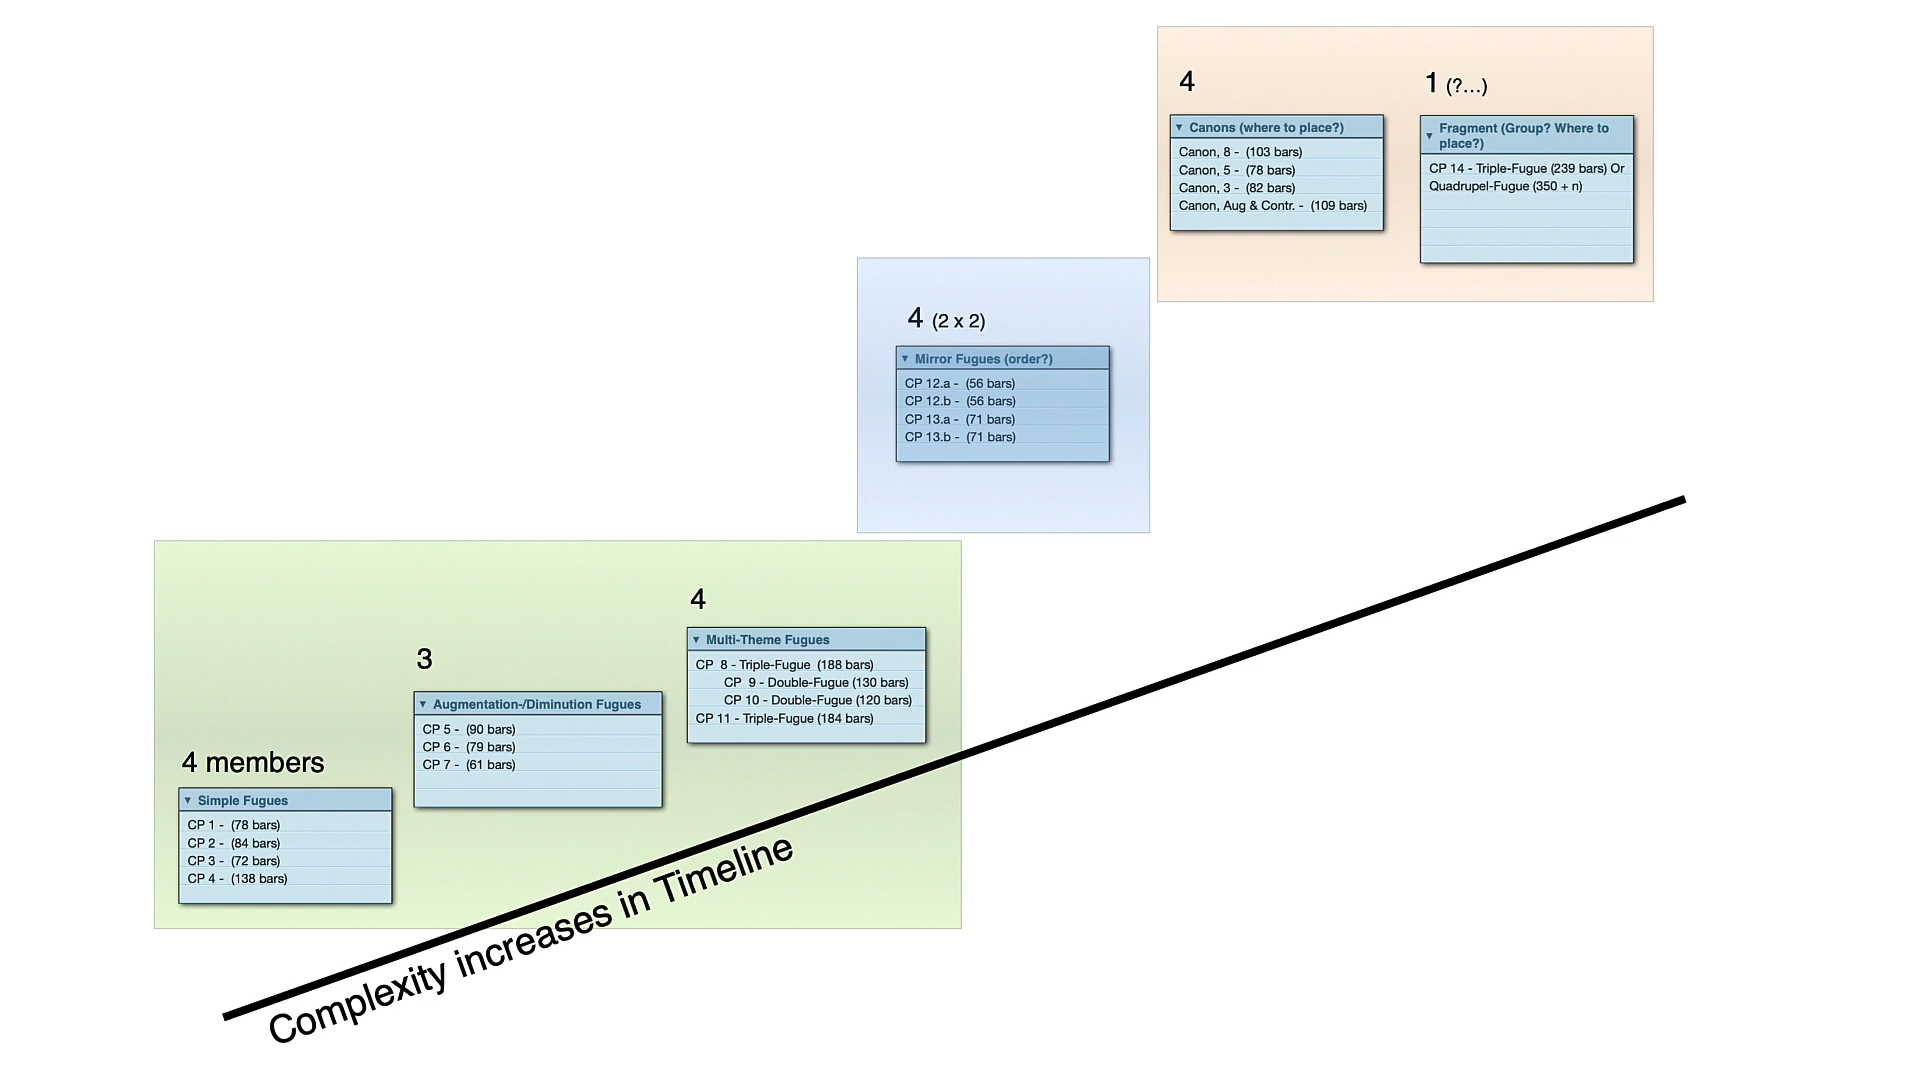 4
1 (?...)
▼ Canons (where to place?)
Canon, 8 - (103 bars)
Canon, 5 - (78 bars)
Canon, 3 - (82 bars)
Canon, Aug & Contr. - (109 bars)
▼ Fragment (Group? Where to
place?)
CP 14 - Triple-Fugue (239 bars) Or
Quadrupel-Fugue (350 + n)
4 (2 x 2)
▼ Mirror Fugues (order?)
CP 12.a - (56 bars)
CP 12.b - (56 bars)
CP 13.a - (71 bars)
CP 13.b - (71 bars)
4
▼ Multi-Theme Fugues
CP 8 - Triple-Fugue (188 bars)
CP 9 - Double-Fugue (130 bars)
CP 10 - Double-Fugue (120 bars)
CP 11 - Triple-Fugue (184 bars)
3
▼ Augmentation-/Diminution Fugues
CP 5 - (90 bars)
CP 6 - (79 bars)
CP 7 - (61 bars)
4 members
▼ Simple Fugues
CP 1 - (78 bars)
CP 2 - (84 bars)
CP 3 - (72 bars)
CP 4 - (138 bars)
Complexity increases in Timeline